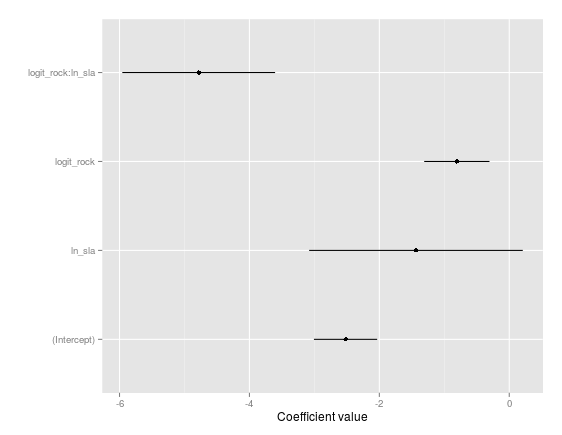 logit_rock:ln_sla
logit_rock
ln_sla
(Intercept)
-6
-4
-2
0
Coefficient value